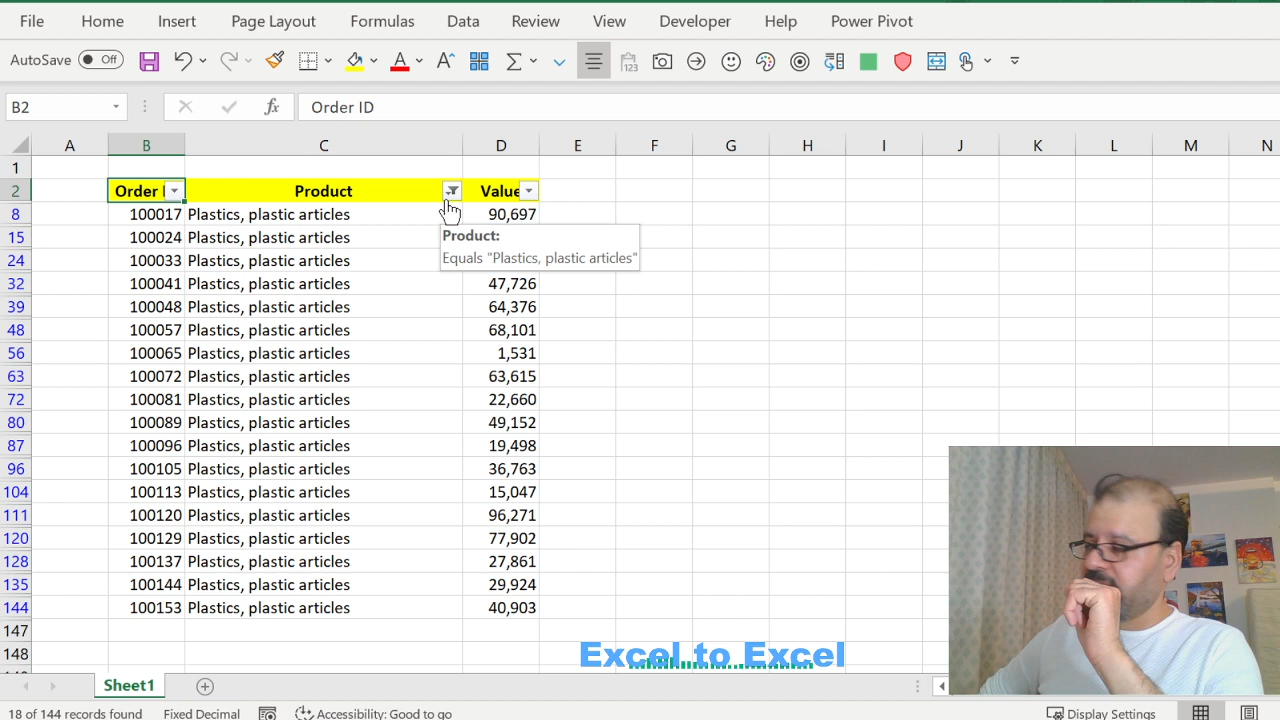 File Home Insert Page Layout Formulas Data Review View Developer Help Power Pivot
AutoSave Off
B2 fx Order ID
A B C D E F G H I J K L M N
1
2 Order Product Value
8 100017 Plastics, plastic articles 90,697
15 100024 Plastics, plastic articles
Product:
24 100033 Plastics, plastic articles
Equals "Plastics, plastic articles"
32 100041 Plastics, plastic articles 47,726
39 100048 Plastics, plastic articles 64,376
48 100057 Plastics, plastic articles 68,101
56 100065 Plastics, plastic articles 1,531
63 100072 Plastics, plastic articles 63,615
72 100081 Plastics, plastic articles 22,660
80 100089 Plastics, plastic articles 49,152
87 100096 Plastics, plastic articles 19,498
96 100105 Plastics, plastic articles 36,763
104 100113 Plastics, plastic articles 15,047
111 100120 Plastics, plastic articles 96,271
120 100129 Plastics, plastic articles 77,902
128 100137 Plastics, plastic articles 27,861
135 100144 Plastics, plastic articles 29,924
144 100153 Plastics, plastic articles 40,903
147
148
Excel to Excel
Sheet1
18 of 144 records found Fixed Decimal Accessibility: Good to go Display Settings